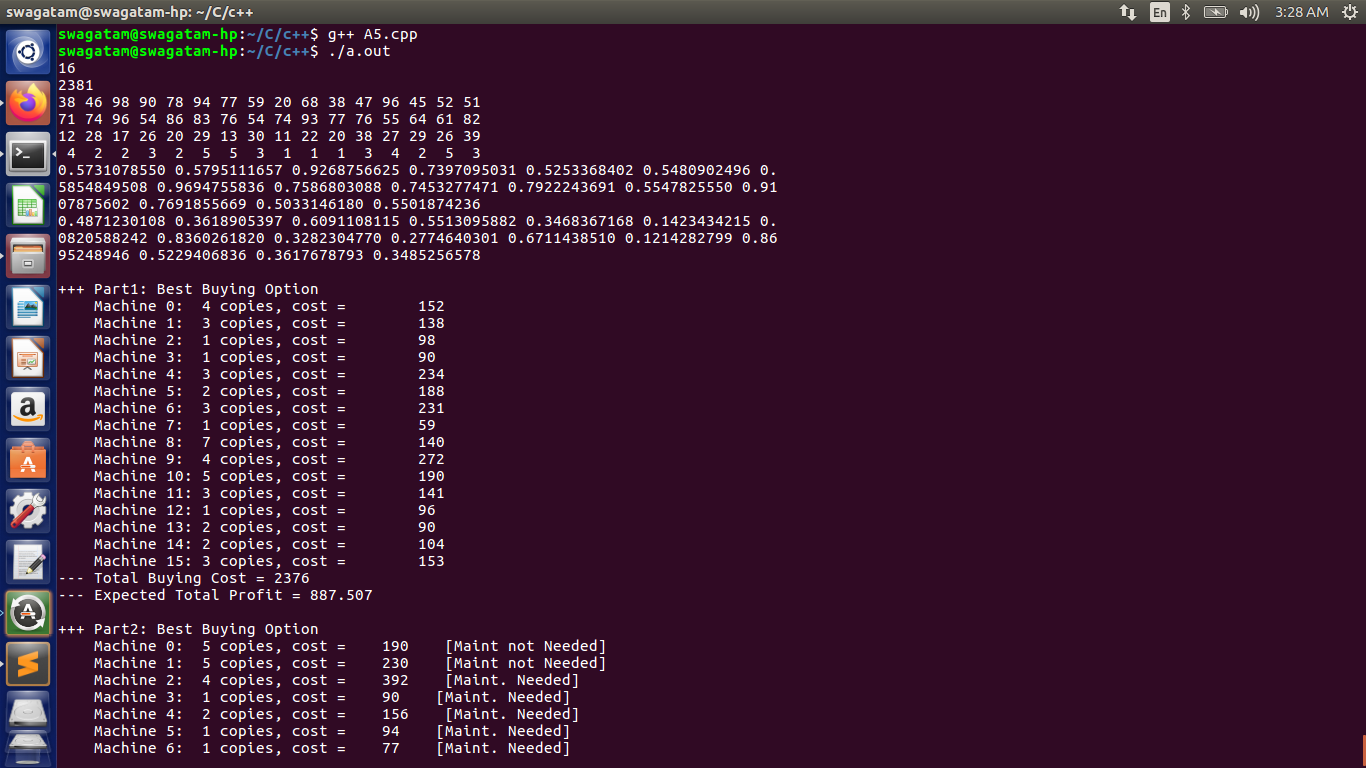 swagatam@swagatam-hp: ~/C/c++
En
3:28 AM
swagatam@swagatam-hp:~/C/c++$ g++ A5.cpp
swagatam@swagatam-hp:~/C/c++$ ./a.out
16
2381
38 46 98 90 78 94 77 59 20 68 38 47 96 45 52 51
71 74 96 54 86 83 76 54 74 93 77 76 55 64 61 82
12 28 17 26 20 29 13 30 11 22 20 38 27 29 26 39
 4  2  2  3  2  5  5  3  1  1  1  3  4  2  5  3
0.5731078550 0.5795111657 0.9268756625 0.7397095031 0.5253368402 0.5480902496 0.
5854849508 0.9694755836 0.7586803088 0.7453277471 0.7922243691 0.5547825550 0.91
07875602 0.7691855669 0.5033146180 0.5501874236
0.4871230108 0.3618905397 0.6091108115 0.5513095882 0.3468367168 0.1423434215 0.
0820588242 0.8360261820 0.3282304770 0.2774640301 0.6711438510 0.1214282799 0.86
95248946 0.5229406836 0.3617678793 0.3485256578
+++ Part1: Best Buying Option
    Machine 0:  4 copies, cost =        152
    Machine 1:  3 copies, cost =        138
    Machine 2:  1 copies, cost =        98
    Machine 3:  1 copies, cost =        90
    Machine 4:  3 copies, cost =        234
    Machine 5:  2 copies, cost =        188
    Machine 6:  3 copies, cost =        231
    Machine 7:  1 copies, cost =        59
    Machine 8:  7 copies, cost =        140
    Machine 9:  4 copies, cost =        272
    Machine 10: 5 copies, cost =        190
    Machine 11: 3 copies, cost =        141
    Machine 12: 1 copies, cost =        96
    Machine 13: 2 copies, cost =        90
    Machine 14: 2 copies, cost =        104
    Machine 15: 3 copies, cost =        153
--- Total Buying Cost = 2376
--- Expected Total Profit = 887.507
+++ Part2: Best Buying Option
    Machine 0:  5 copies, cost =    190    [Maint not Needed]
    Machine 1:  5 copies, cost =    230    [Maint not Needed]
    Machine 2:  4 copies, cost =    392    [Maint. Needed]
    Machine 3:  1 copies, cost =    90    [Maint. Needed]
    Machine 4:  2 copies, cost =    156    [Maint. Needed]
    Machine 5:  1 copies, cost =    94    [Maint. Needed]
    Machine 6:  1 copies, cost =    77    [Maint. Needed]